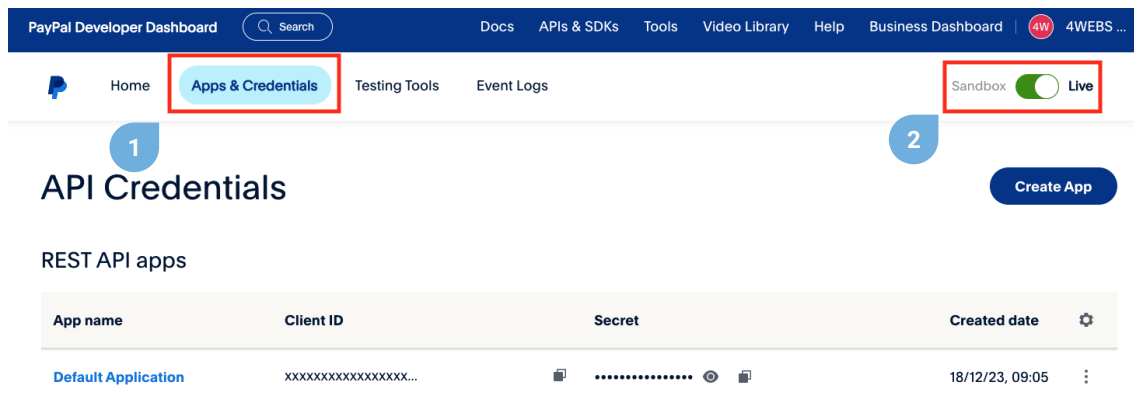 PayPal Developer Dashboard Search Docs APIs & SDKs Tools Video Library Help Business Dashboard 4W 4WEBS ...
Home Apps & Credentials Testing Tools Event Logs Sandbox Live
1 2
API Credentials Create App
REST API apps
App name Client ID Secret Created date
Default Application xxxxxxxxxxxxxxxxx... •••••••••••••••• 18/12/23, 09:05